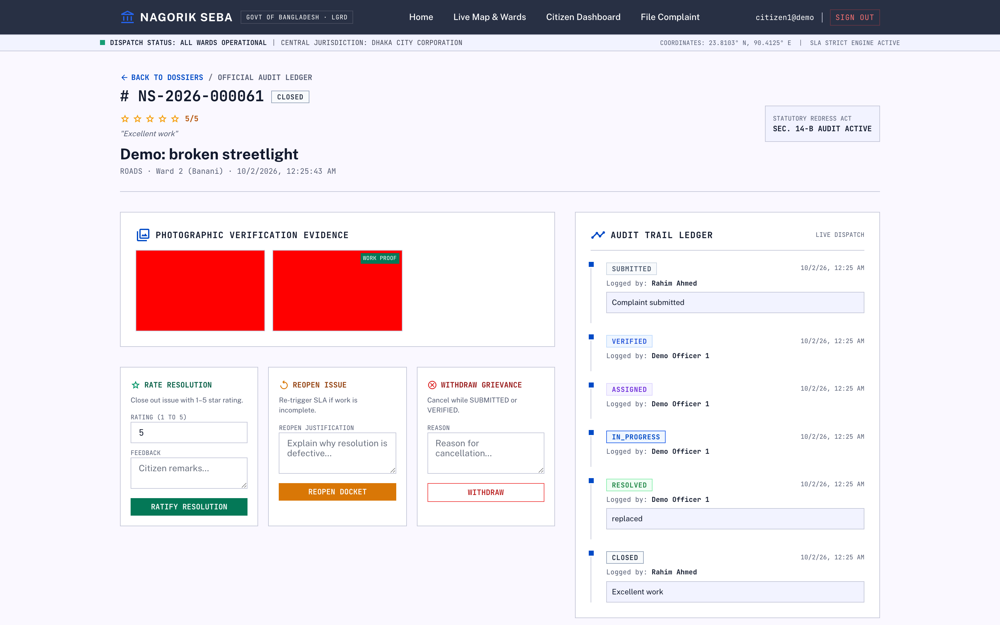 NAGORIK SEBA
GOVT OF BANGLADESH · LGRD
Home
Live Map & Wards
Citizen Dashboard
File Complaint
citizen1@demo
SIGN OUT
DISPATCH STATUS: ALL WARDS OPERATIONAL | CENTRAL JURISDICTION: DHAKA CITY CORPORATION
COORDINATES: 23.8103° N, 90.4125° E | SLA STRICT ENGINE ACTIVE
BACK TO DOSSIERS / OFFICIAL AUDIT LEDGER
# NS-2026-000061
CLOSED
5/5
"Excellent work"
Demo: broken streetlight
ROADS · Ward 2 (Banani) · 10/2/2026, 12:25:43 AM
STATUTORY REDRESS ACT
SEC. 14-B AUDIT ACTIVE
PHOTOGRAPHIC VERIFICATION EVIDENCE
WORK PROOF
RATE RESOLUTION
Close out issue with 1–5 star rating.
RATING (1 TO 5)
5
FEEDBACK
Citizen remarks...
RATIFY RESOLUTION
REOPEN ISSUE
Re-trigger SLA if work is
incomplete.
REOPEN JUSTIFICATION
Explain why resolution is
defective...
REOPEN DOCKET
WITHDRAW GRIEVANCE
Cancel while SUBMITTED or
VERIFIED.
REASON
Reason for
cancellation...
WITHDRAW
AUDIT TRAIL LEDGER
LIVE DISPATCH
SUBMITTED
10/2/26, 12:25 AM
Logged by: Rahim Ahmed
Complaint submitted
VERIFIED
10/2/26, 12:25 AM
Logged by: Demo Officer 1
ASSIGNED
10/2/26, 12:25 AM
Logged by: Demo Officer 1
IN_PROGRESS
10/2/26, 12:25 AM
Logged by: Demo Officer 1
RESOLVED
10/2/26, 12:25 AM
Logged by: Demo Officer 1
replaced
CLOSED
10/2/26, 12:25 AM
Logged by: Rahim Ahmed
Excellent work